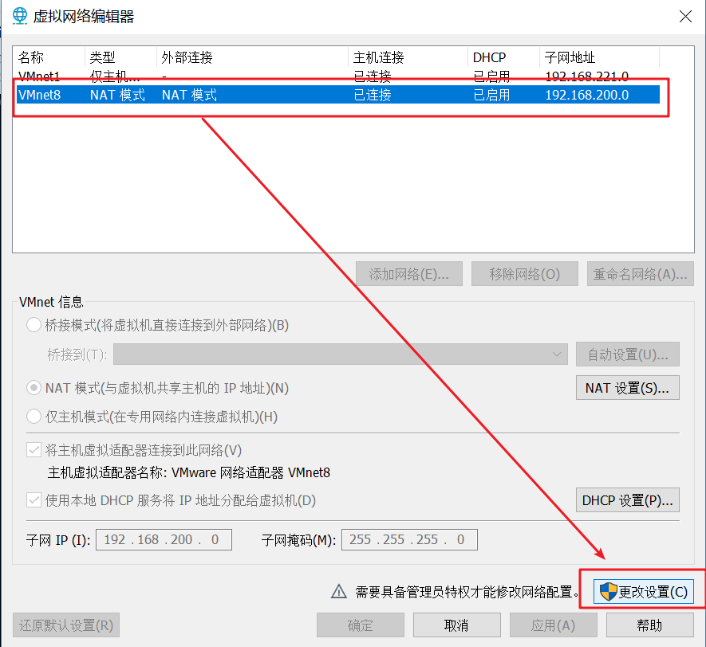 虚拟网络编辑器
名称 类型 外部连接 主机连接 DHCP 子网地址
VMnet1 仅主机... - 已连接 已启用 192.168.221.0
VMnet8 NAT 模式 NAT 模式 已连接 已启用 192.168.200.0
添加网络(E)... 移除网络(O) 重命名网络(A)...
VMnet 信息
桥接模式(将虚拟机直接连接到外部网络)(B)
桥接到(T): 自动设置(U)...
NAT 模式(与虚拟机共享主机的 IP 地址)(N) NAT 设置(S)...
仅主机模式(在专用网络内连接虚拟机)(H)
将主机虚拟适配器连接到此网络(V)
主机虚拟适配器名称: VMware 网络适配器 VMnet8
使用本地 DHCP 服务将 IP 地址分配给虚拟机(D) DHCP 设置(P)...
子网 IP (I): 192 . 168 . 200 . 0 子网掩码(M): 255 . 255 . 255 . 0
需要具备管理员特权才能修改网络配置。 更改设置(C)
还原默认设置(R) 确定 取消 应用(A) 帮助